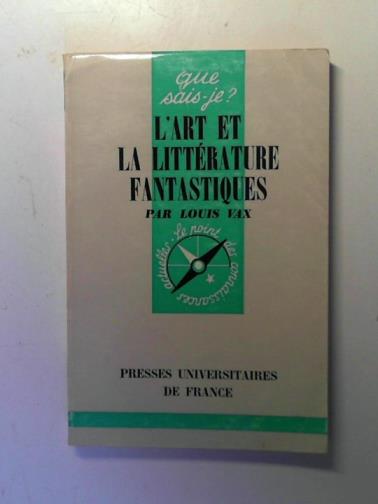 que
sais-je?
L'ART ET
LA LITTÉRATURE
FANTASTIQUES
PAR LOUIS VAX
le point des connaissances actuelles
PRESSES UNIVERSITAIRES
DE FRANCE